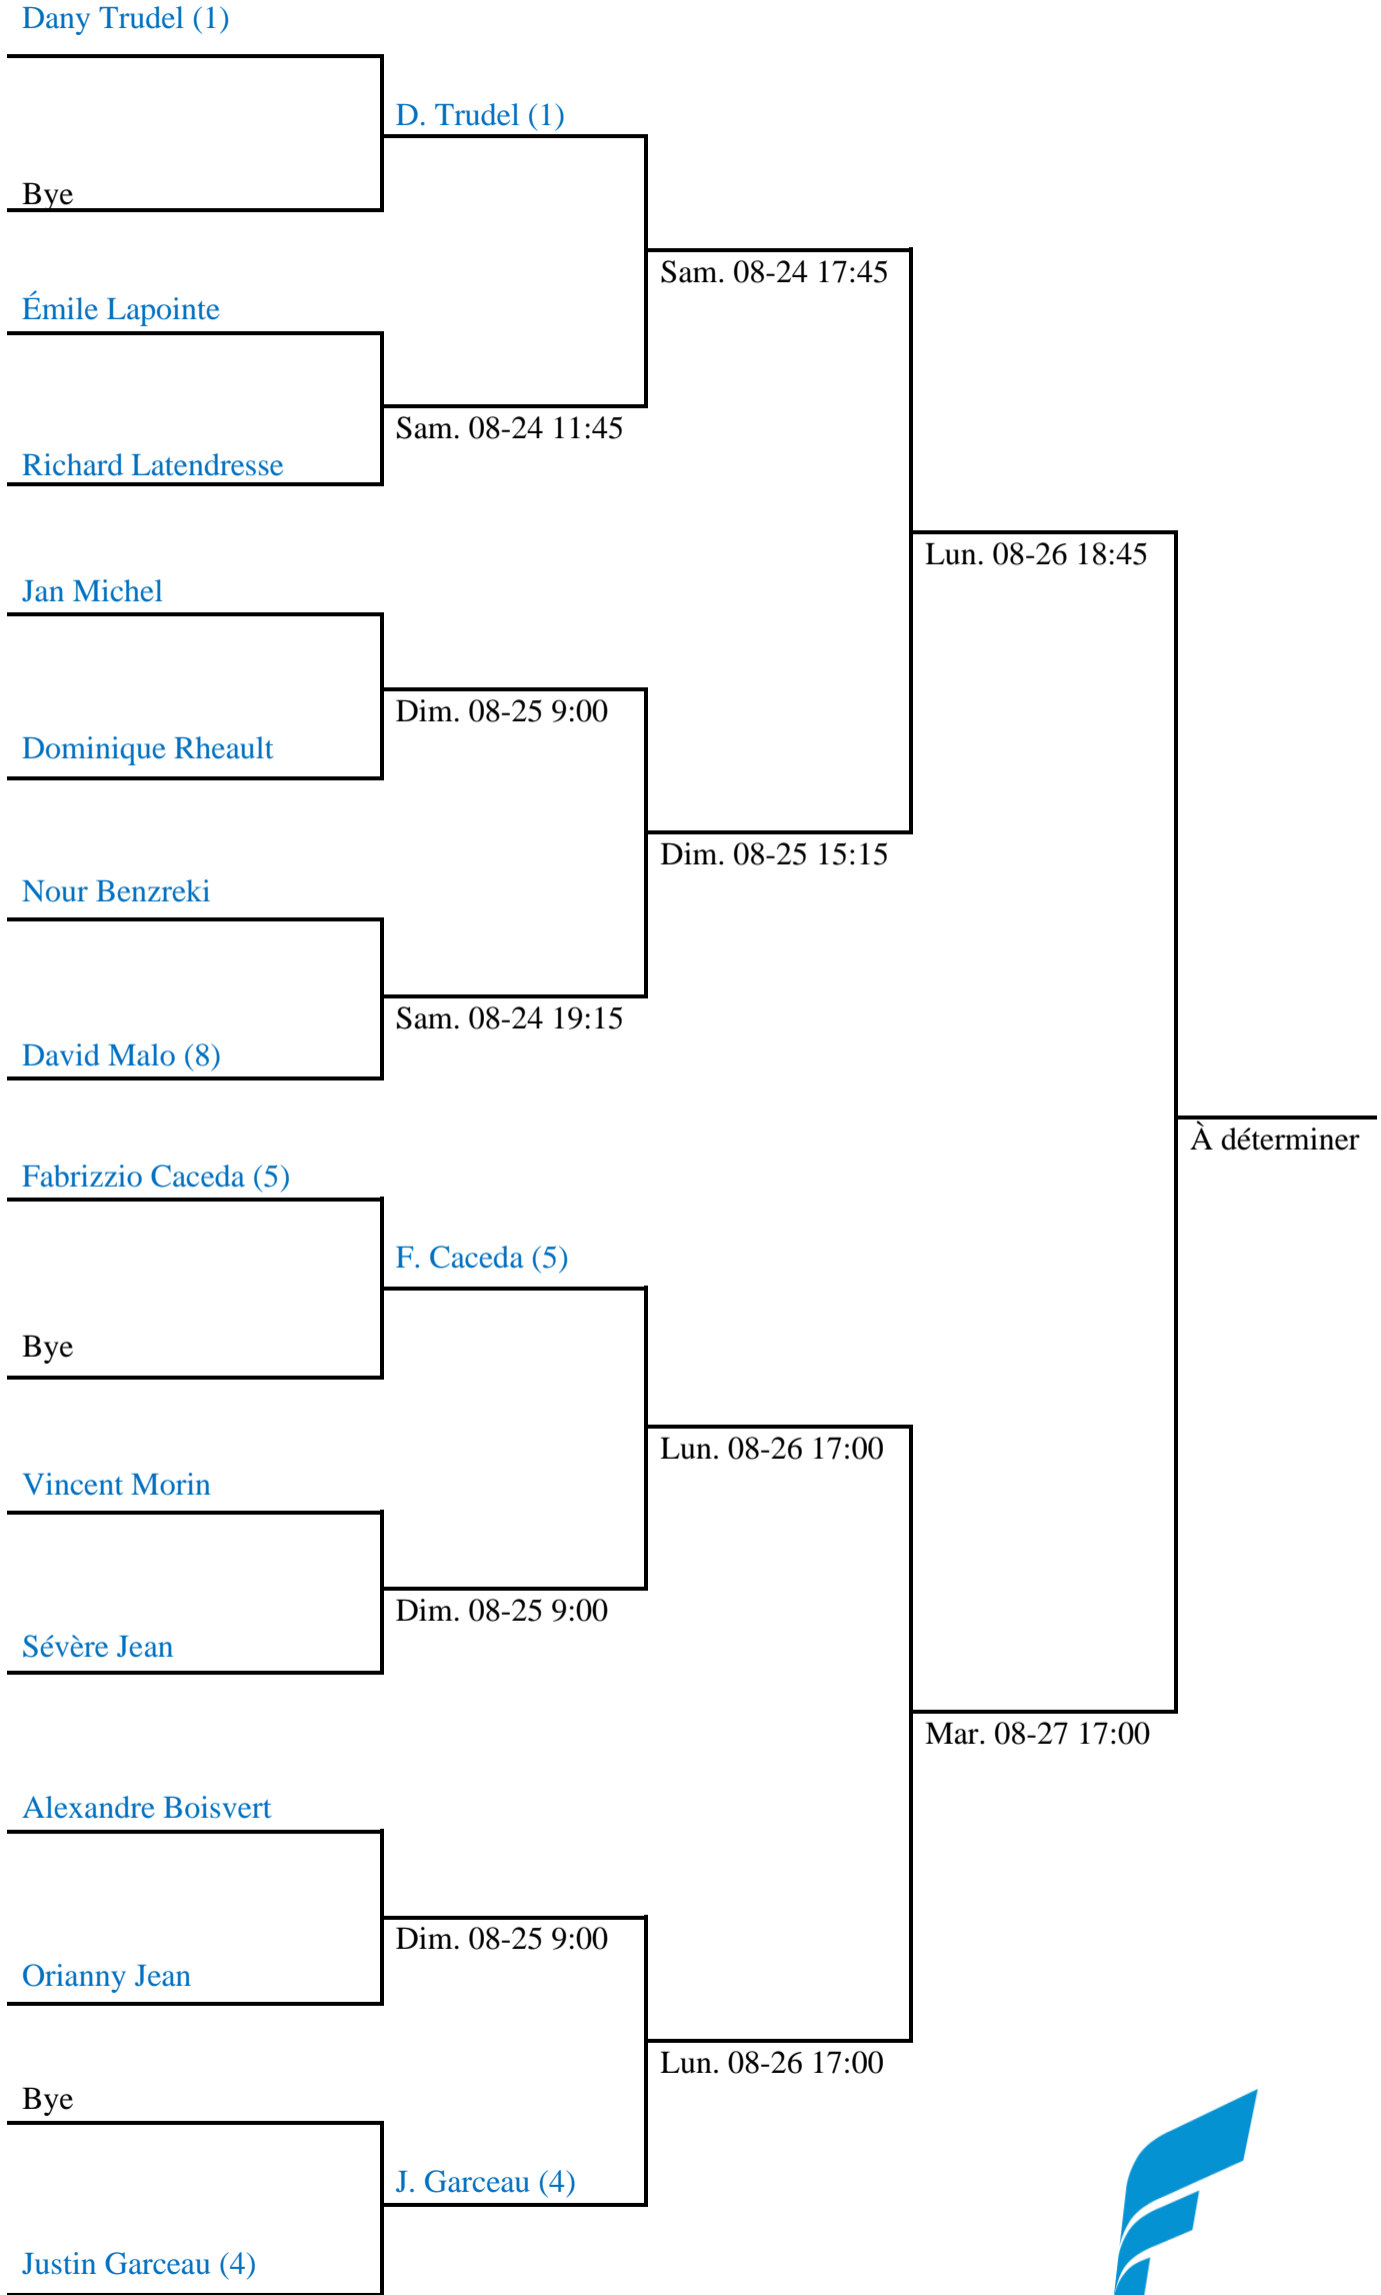 Dany Trudel (1)
D. Trudel (1)
Bye
Sam. 08-24 17:45
Émile Lapointe
Sam. 08-24 11:45
Richard Latendresse
Lun. 08-26 18:45
Jan Michel
Dim. 08-25 9:00
Dominique Rheault
Dim. 08-25 15:15
Nour Benzreki
Sam. 08-24 19:15
David Malo (8)
À déterminer
Fabrizzio Caceda (5)
F. Caceda (5)
Bye
Lun. 08-26 17:00
Vincent Morin
Dim. 08-25 9:00
Sévère Jean
Mar. 08-27 17:00
Alexandre Boisvert
Dim. 08-25 9:00
Orianny Jean
Lun. 08-26 17:00
Bye
J. Garceau (4)
Justin Garceau (4)